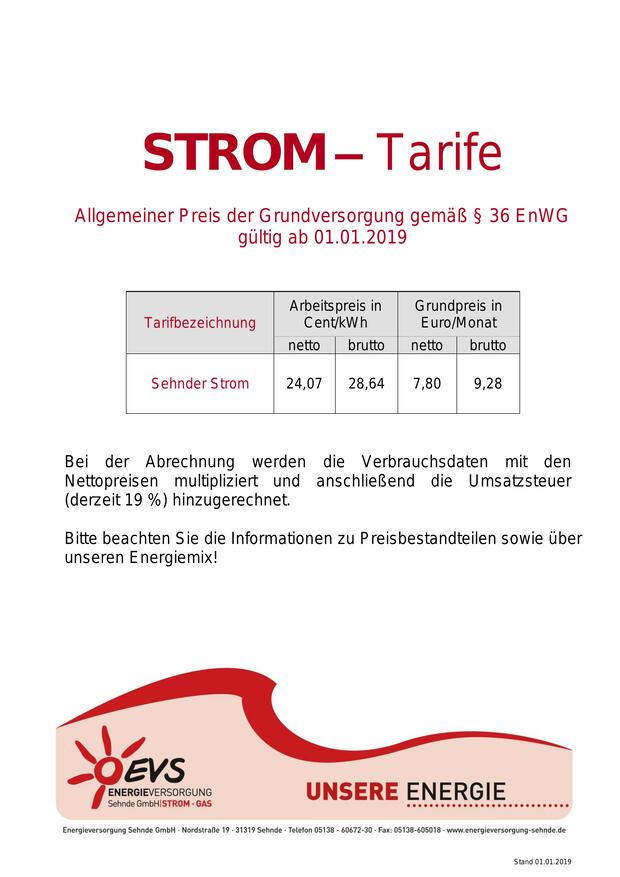 STROM – Tarife
Allgemeiner Preis der Grundversorgung gemäß § 36 EnWG
gültig ab 01.01.2019
Tarifbezeichnung
Arbeitspreis in
Cent/kWh
Grundpreis in
Euro/Monat
netto brutto netto brutto
Sehnder Strom 24,07 28,64 7,80 9,28
Bei der Abrechnung werden die Verbrauchsdaten mit den
Nettopreisen multipliziert und anschließend die Umsatzsteuer
(derzeit 19 %) hinzugerechnet.
Bitte beachten Sie die Informationen zu Preisbestandteilen sowie über
unseren Energiemix!
EVS
ENERGIEVERSORGUNG
Sehnde GmbH|STROM · GAS
UNSERE ENERGIE
Energieversorgung Sehnde GmbH · Nordstraße 19 · 31319 Sehnde · Telefon 05138 - 60672-30 · Fax: 05138-605018 · www.energieversorgung-sehnde.de
Stand 01.01.2019